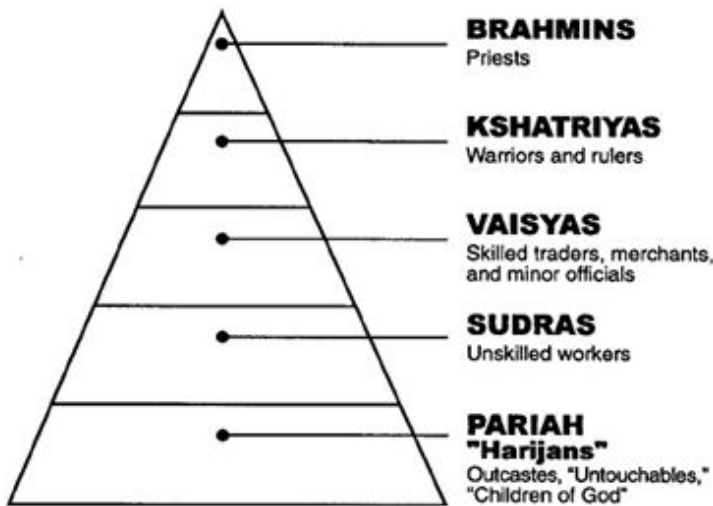 BRAHMINS
Priests
KSHATRIYAS
Warriors and rulers
VAISYAS
Skilled traders, merchants,
and minor officials
SUDRAS
Unskilled workers
PARIAH
"Harijans"
Outcastes, "Untouchables,"
"Children of God"